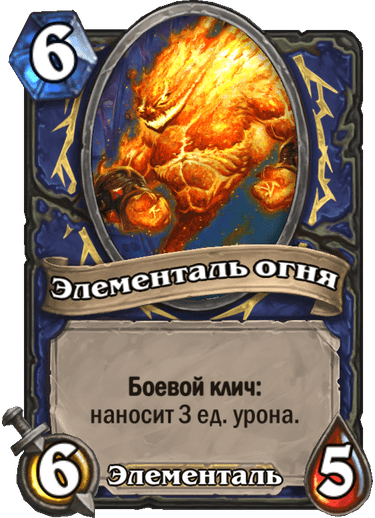 6
Элементаль огня
Боевой клич:
наносит 3 ед. урона.
6
Элементаль
5